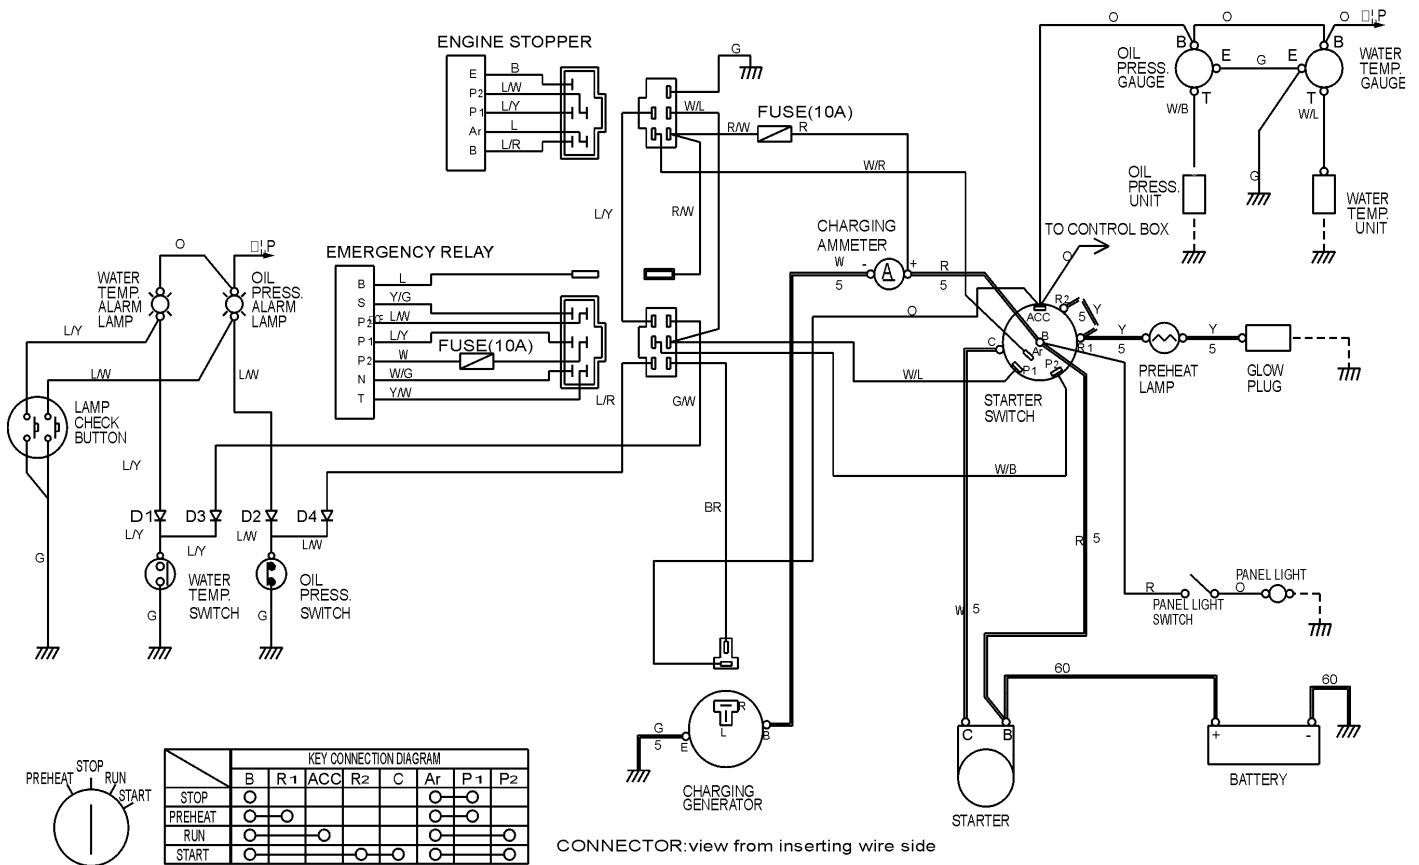 ENGINE STOPPER
E
B
P2
L/W
P1
L/Y
Ar
L
B
L/R
G
W/L
FUSE(10A)
R/W
R
W/R
L/Y
R/W
O
B
O
B
O
OIL
PRESS.
GAUGE
E
G
E
WATER
TEMP.
GAUGE
W/B
T
W/L
T
OIL
PRESS.
UNIT
G
WATER
TEMP.
UNIT
CHARGING
AMMETER
W
-
A
+
R
5
5
TO CONTROL BOX
O
O
EMERGENCY RELAY
B
L
S
Y/G
P2
L/W
P1
L/Y
P2
W
FUSE(10A)
N
W/G
T
Y/W
L/R
G/W
O
WATER
TEMP.
ALARM
LAMP
OIL
PRESS.
ALARM
LAMP
L/Y
L/W
L/W
LAMP
CHECK
BUTTON
L/Y
G
D1
D3
D2
D4
L/Y
L/Y
L/W
L/W
WATER
TEMP.
SWITCH
OIL
PRESS.
SWITCH
G
G
ACC
R2
Y
5
C
B
Ar
R1
P1
P2
STARTER
SWITCH
W/L
W/B
Y
5
Y
5
PREHEAT
LAMP
GLOW
PLUG
BR
R
5
W
5
R
PANEL LIGHT
SWITCH
O
PANEL LIGHT
60
60
C
B
STARTER
+
-
BATTERY
G
5
E
R
L
B
CHARGING
GENERATOR
PREHEAT
STOP
RUN
START
KEY CONNECTION DIAGRAM
B R1 ACC R2 C Ar P1 P2
STOP
PREHEAT
RUN
START
CONNECTOR:view from inserting wire side